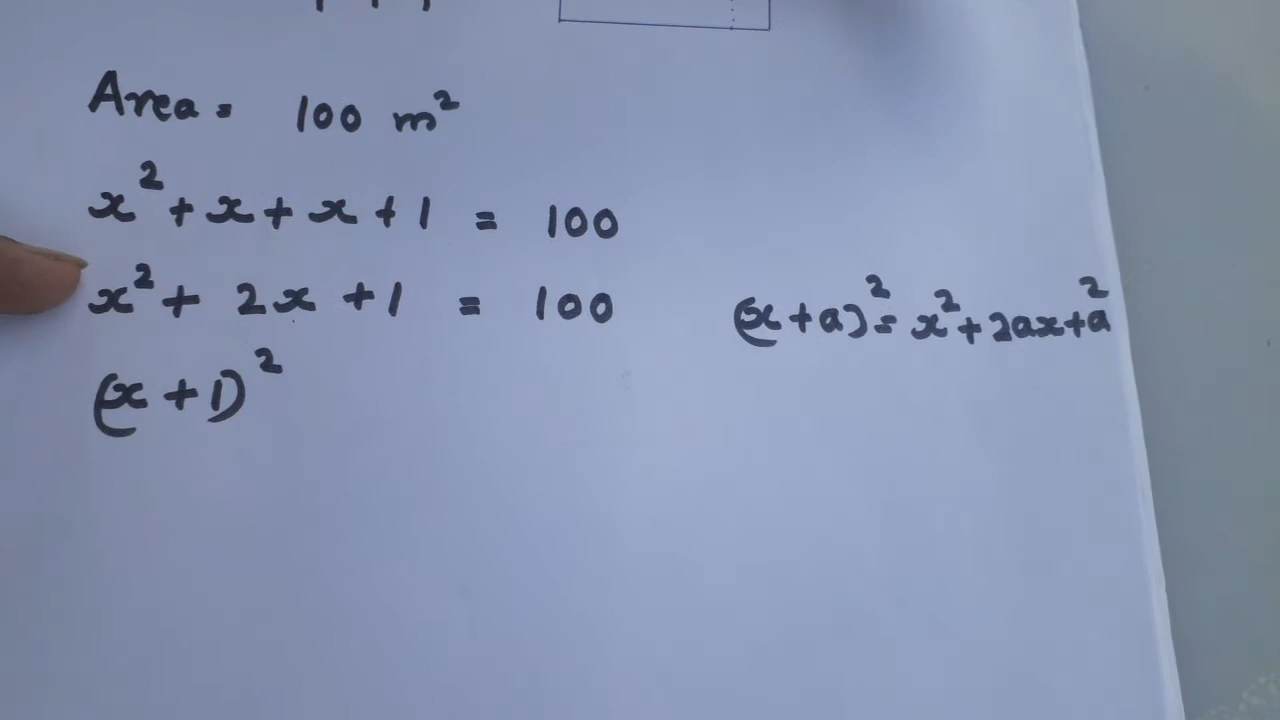 Area = 100 m²
x² + x + x + 1 = 100
x² + 2x + 1 = 100
(x + a)² = x² + 2ax + a²
(x + 1)²